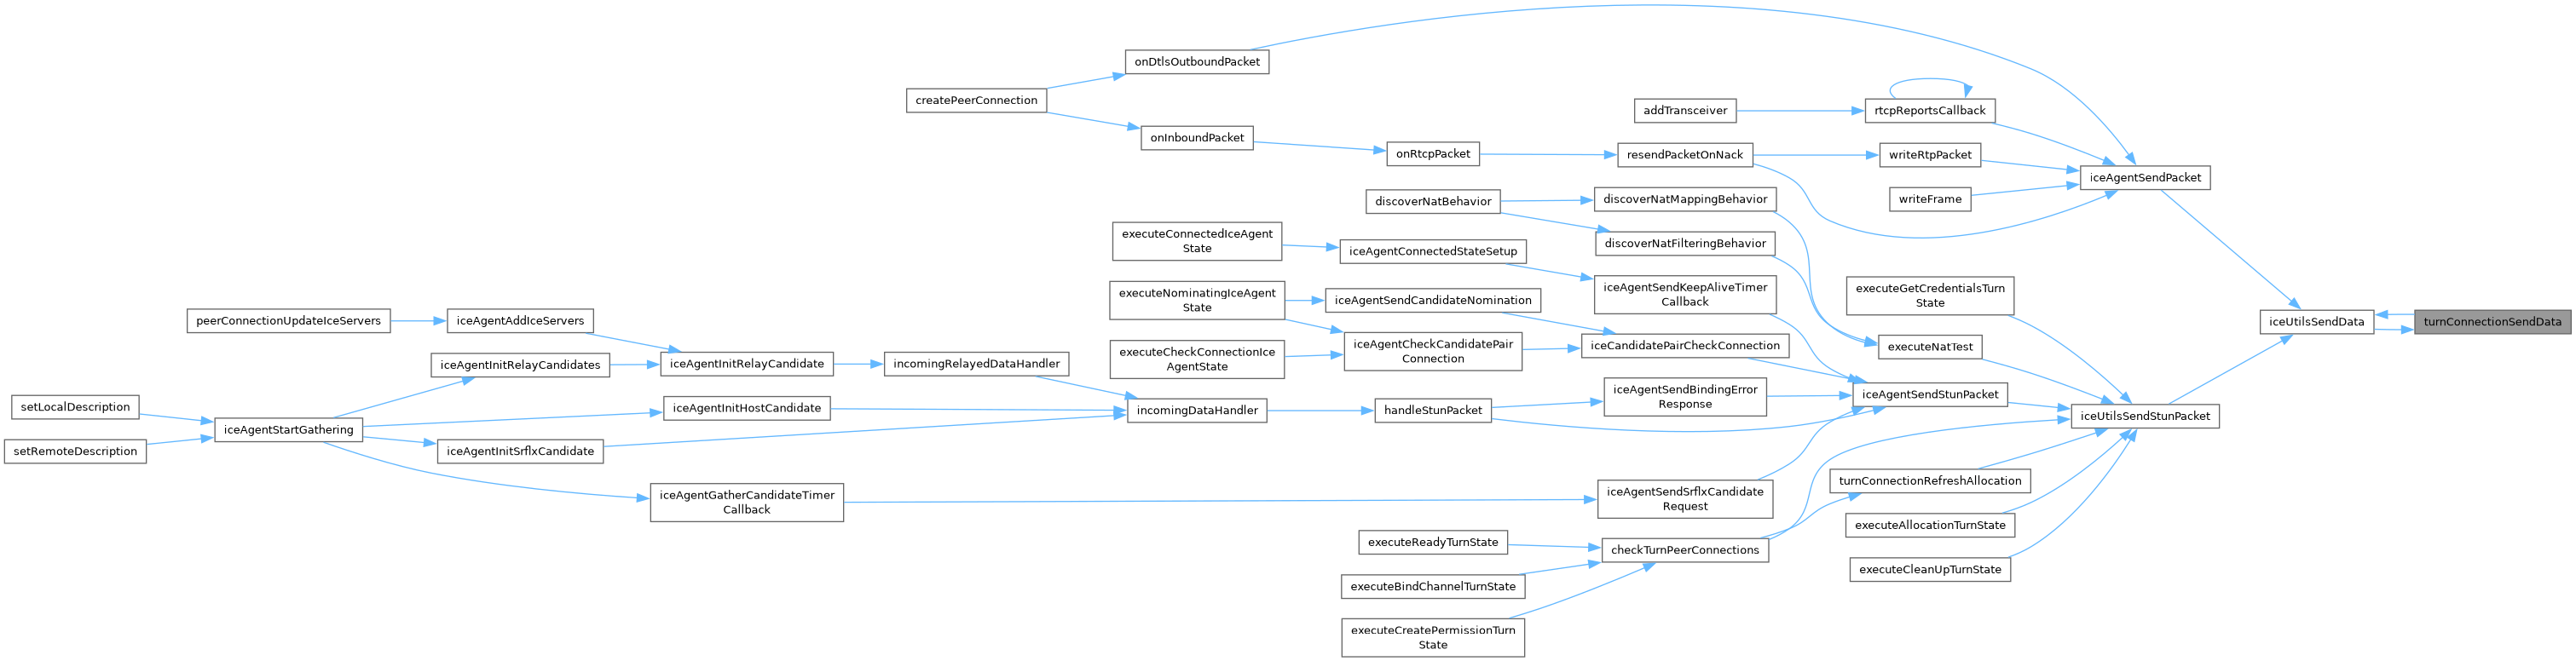 onDtlsOutboundPacket
createPeerConnection
addTransceiver
rtcpReportsCallback
onInboundPacket
onRtcpPacket
resendPacketOnNack
writeRtpPacket
iceAgentSendPacket
discoverNatBehavior
discoverNatMappingBehavior
writeFrame
executeConnectedIceAgent
State
iceAgentConnectedStateSetup
discoverNatFilteringBehavior
executeNominatingIceAgent
State
iceAgentSendCandidateNomination
iceAgentSendKeepAliveTimer
Callback
executeGetCredentialsTurn
State
peerConnectionUpdateIceServers
iceAgentAddIceServers
iceUtilsSendData
turnConnectionSendData
executeCheckConnectionIce
AgentState
iceAgentCheckCandidatePair
Connection
iceCandidatePairCheckConnection
executeNatTest
iceAgentInitRelayCandidates
iceAgentInitRelayCandidate
incomingRelayedDataHandler
setLocalDescription
iceAgentInitHostCandidate
incomingDataHandler
handleStunPacket
iceAgentSendBindingError
Response
iceAgentSendStunPacket
iceUtilsSendStunPacket
iceAgentStartGathering
setRemoteDescription
iceAgentInitSrflxCandidate
iceAgentGatherCandidateTimer
Callback
iceAgentSendSrflxCandidate
Request
turnConnectionRefreshAllocation
executeReadyTurnState
checkTurnPeerConnections
executeAllocationTurnState
executeBindChannelTurnState
executeCleanUpTurnState
executeCreatePermissionTurn
State